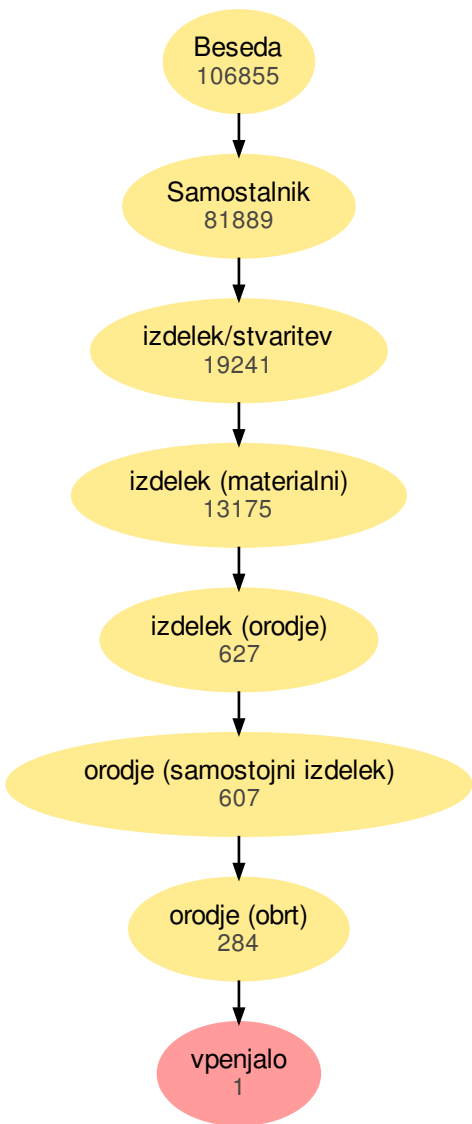 Beseda
106855
Samostalnik
81889
izdelek/stvaritev
19241
izdelek (materialni)
13175
izdelek (orodje)
627
orodje (samostojni izdelek)
607
orodje (obrt)
284
vpenjalo
1